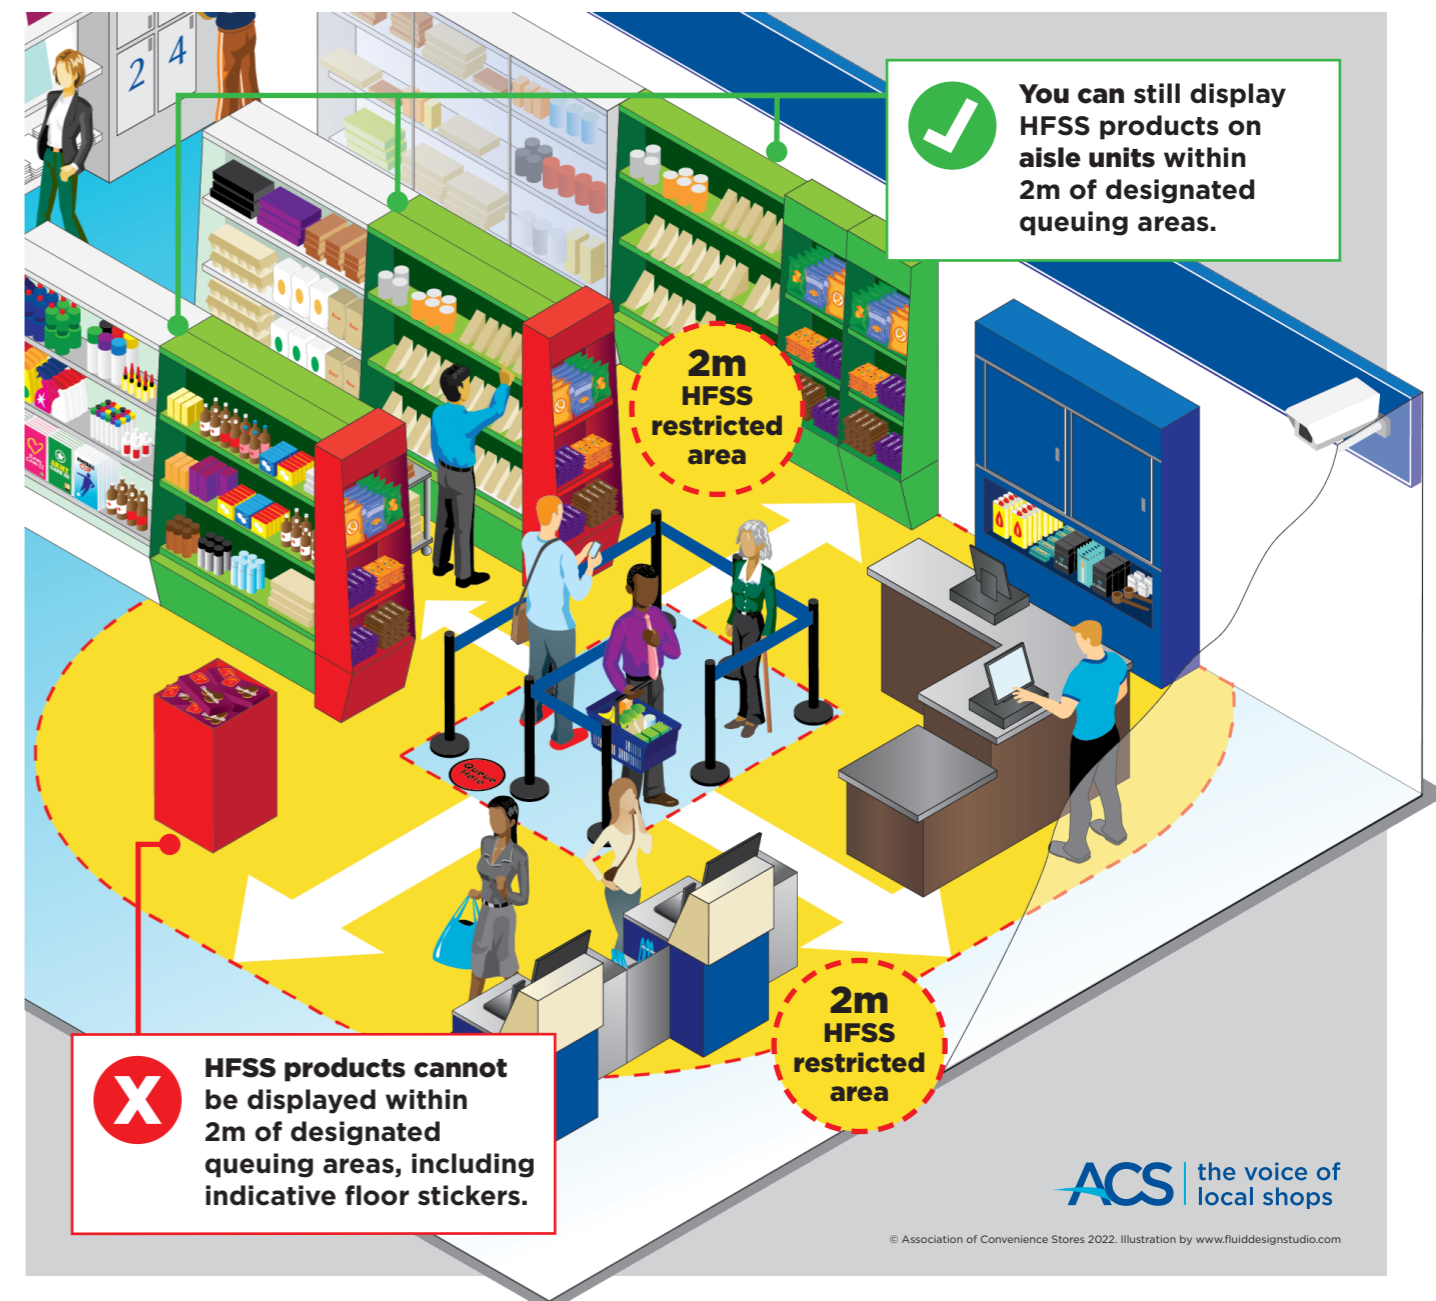 2 4
You can still display
HFSS products on
aisle units within
2m of designated
queuing areas.
2m
HFSS
restricted
area
Queue
Here
2m
HFSS
restricted
area
X
HFSS products cannot
be displayed within
2m of designated
queuing areas, including
indicative floor stickers.
ACS
the voice of
local shops
© Association of Convenience Stores 2022. Illustration by www.fluiddesignstudio.com